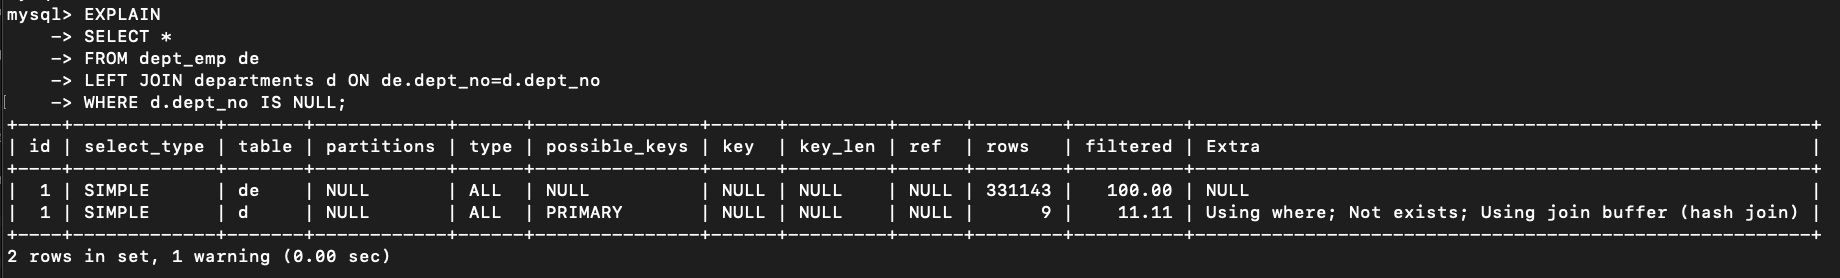 mysql> EXPLAIN
    -> SELECT *
    -> FROM dept_emp de
    -> LEFT JOIN departments d ON de.dept_no=d.dept_no
    -> WHERE d.dept_no IS NULL;
+----+-------------+-------+------------+------+---------------+------+---------+------+--------+----------+--------------------------------------------------------+
| id | select_type | table | partitions | type | possible_keys | key  | key_len | ref  | rows   | filtered | Extra                                                  |
+----+-------------+-------+------------+------+---------------+------+---------+------+--------+----------+--------------------------------------------------------+
|  1 | SIMPLE      | de    | NULL       | ALL  | NULL          | NULL | NULL    | NULL | 331143 |   100.00 | NULL                                                   |
|  1 | SIMPLE      | d     | NULL       | ALL  | PRIMARY       | NULL | NULL    | NULL |      9 |    11.11 | Using where; Not exists; Using join buffer (hash join) |
+----+-------------+-------+------------+------+---------------+------+---------+------+--------+----------+--------------------------------------------------------+
2 rows in set, 1 warning (0.00 sec)